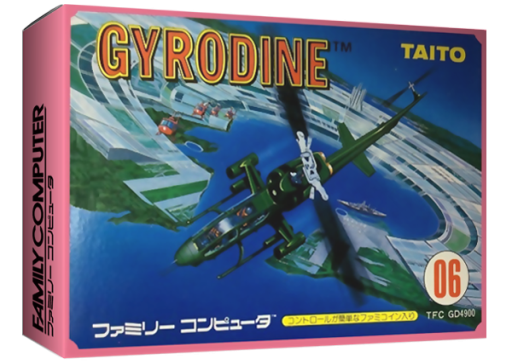 GYRODINE™
TAITO
FAMILY COMPUTER
ファミリー コンピュータ
06
TFC GD4900
ファミリー コンピュータ™
コントロールが簡単なファミコイン入り